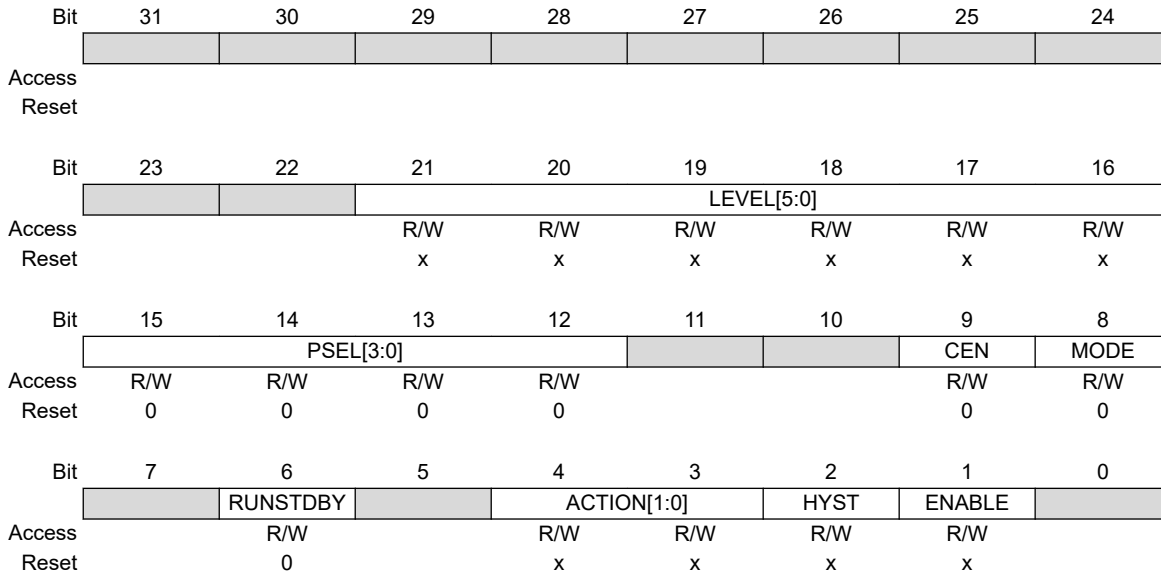 Bit 31 30 29 28 27 26 25 24
Access
Reset
Bit 23 22 21 20 19 18 17 16
LEVEL[5:0]
Access R/W R/W R/W R/W R/W R/W
Reset x x x x x x
Bit 15 14 13 12 11 10 9 8
PSEL[3:0] CEN MODE
Access R/W R/W R/W R/W R/W R/W
Reset 0 0 0 0 0 0
Bit 7 6 5 4 3 2 1 0
RUNSTDBY ACTION[1:0] HYST ENABLE
Access R/W R/W R/W R/W R/W
Reset 0 x x x x